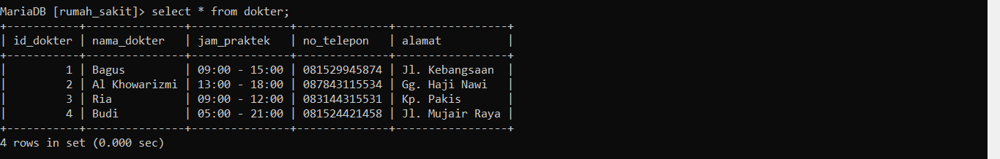 MariaDB [rumah_sakit]> select * from dokter;
+-----------+---------------+---------------+--------------+-----------------+
| id_dokter | nama_dokter   | jam_praktek   | no_telepon   | alamat          |
+-----------+---------------+---------------+--------------+-----------------+
|         1 | Bagus         | 09:00 - 15:00 | 081529945874 | Jl. Kebangsaan  |
|         2 | Al Khowarizmi | 13:00 - 18:00 | 087843115534 | Gg. Haji Nawi   |
|         3 | Ria           | 09:00 - 12:00 | 083144315531 | Kp. Pakis       |
|         4 | Budi          | 05:00 - 21:00 | 081524421458 | Jl. Mujair Raya |
+-----------+---------------+---------------+--------------+-----------------+
4 rows in set (0.000 sec)